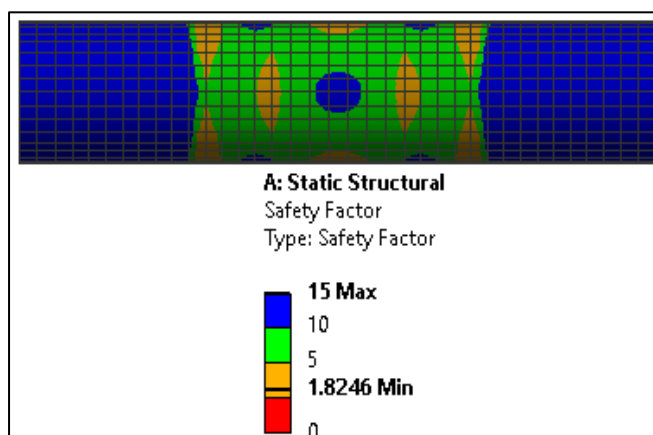 A: Static Structural
Safety Factor
Type: Safety Factor
15 Max
10
5
1.8246 Min
0